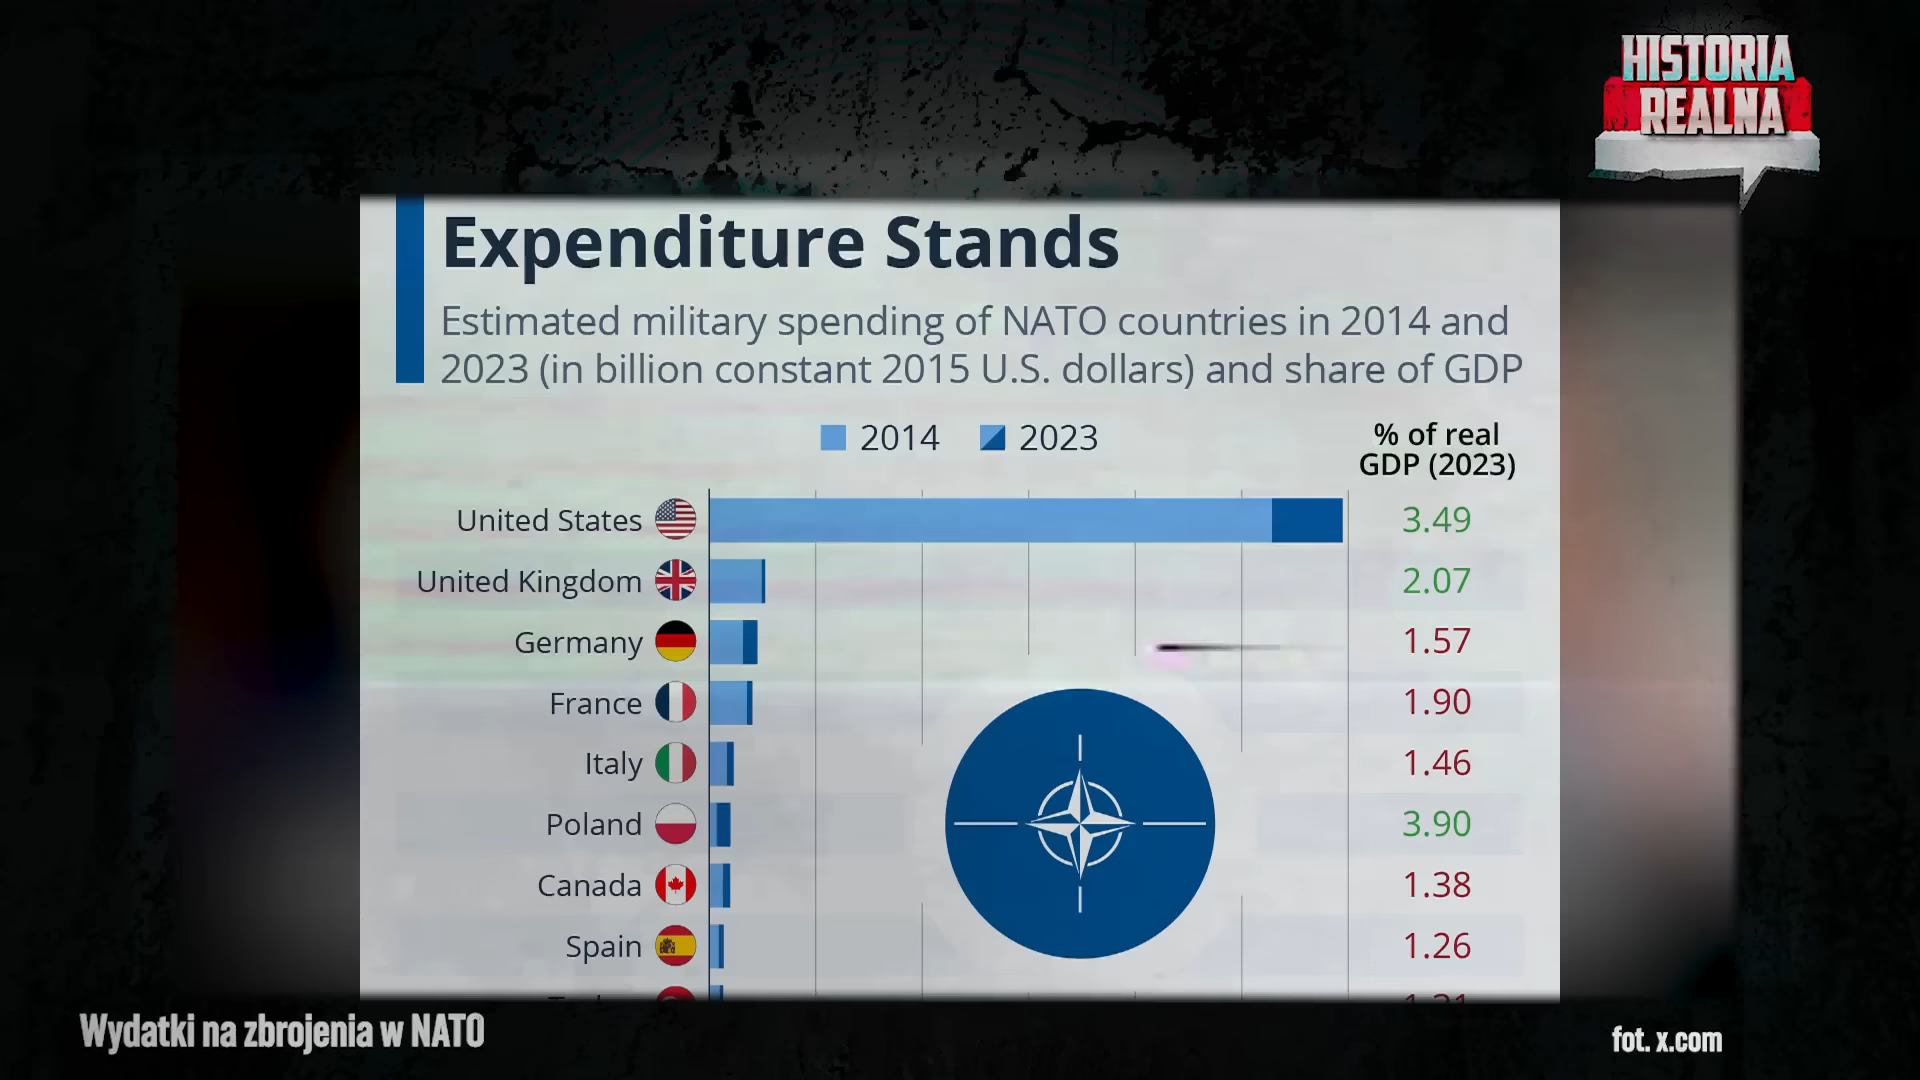 HISTORIA
REALNA
Expenditure Stands
Estimated military spending of NATO countries in 2014 and
2023 (in billion constant 2015 U.S. dollars) and share of GDP
2014 2023
% of real
GDP (2023)
United States 3.49
United Kingdom 2.07
Germany 1.57
France 1.90
Italy 1.46
Poland 3.90
Canada 1.38
Spain 1.26
Wydatki na zbrojenia w NATO
fot. x.com